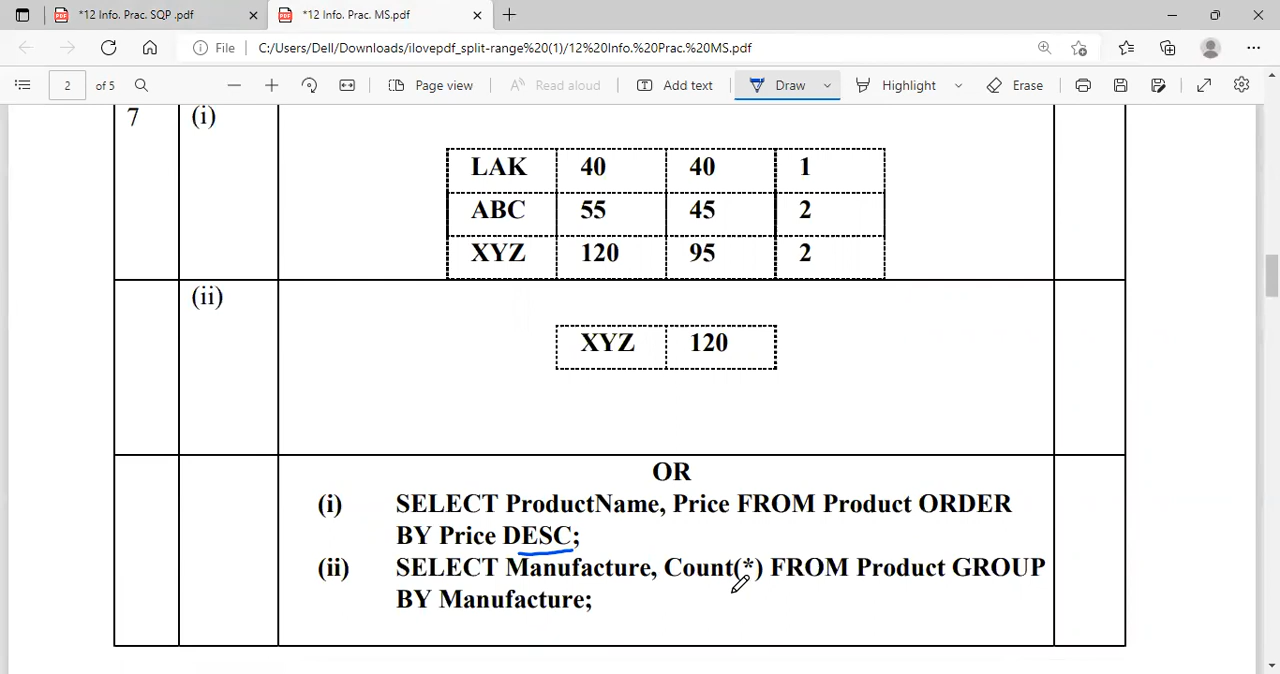 *12 Info. Prac. SQP .pdf
*12 Info. Prac. MS.pdf
File C:/Users/Dell/Downloads/ilovepdf_split-range%20(1)/12%20Info.%20Prac.%20MS.pdf
2 of 5 Page view Read aloud Add text Draw Highlight Erase
7 (i)
LAK 40 40 1
ABC 55 45 2
XYZ 120 95 2
(ii)
XYZ 120
OR
(i) SELECT ProductName, Price FROM Product ORDER
BY Price DESC;
(ii) SELECT Manufacture, Count(*) FROM Product GROUP
BY Manufacture;